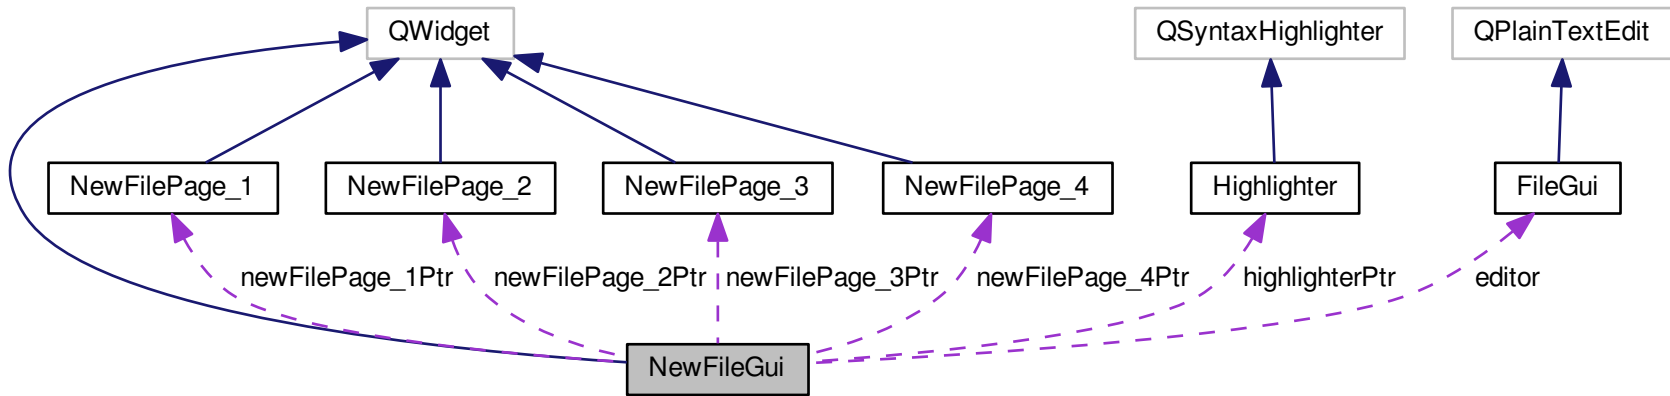 QWidget
QSyntaxHighlighter
QPlainTextEdit
NewFilePage_1
NewFilePage_2
NewFilePage_3
NewFilePage_4
Highlighter
FileGui
newFilePage_1Ptr
newFilePage_2Ptr
newFilePage_3Ptr
newFilePage_4Ptr
highlighterPtr
editor
NewFileGui